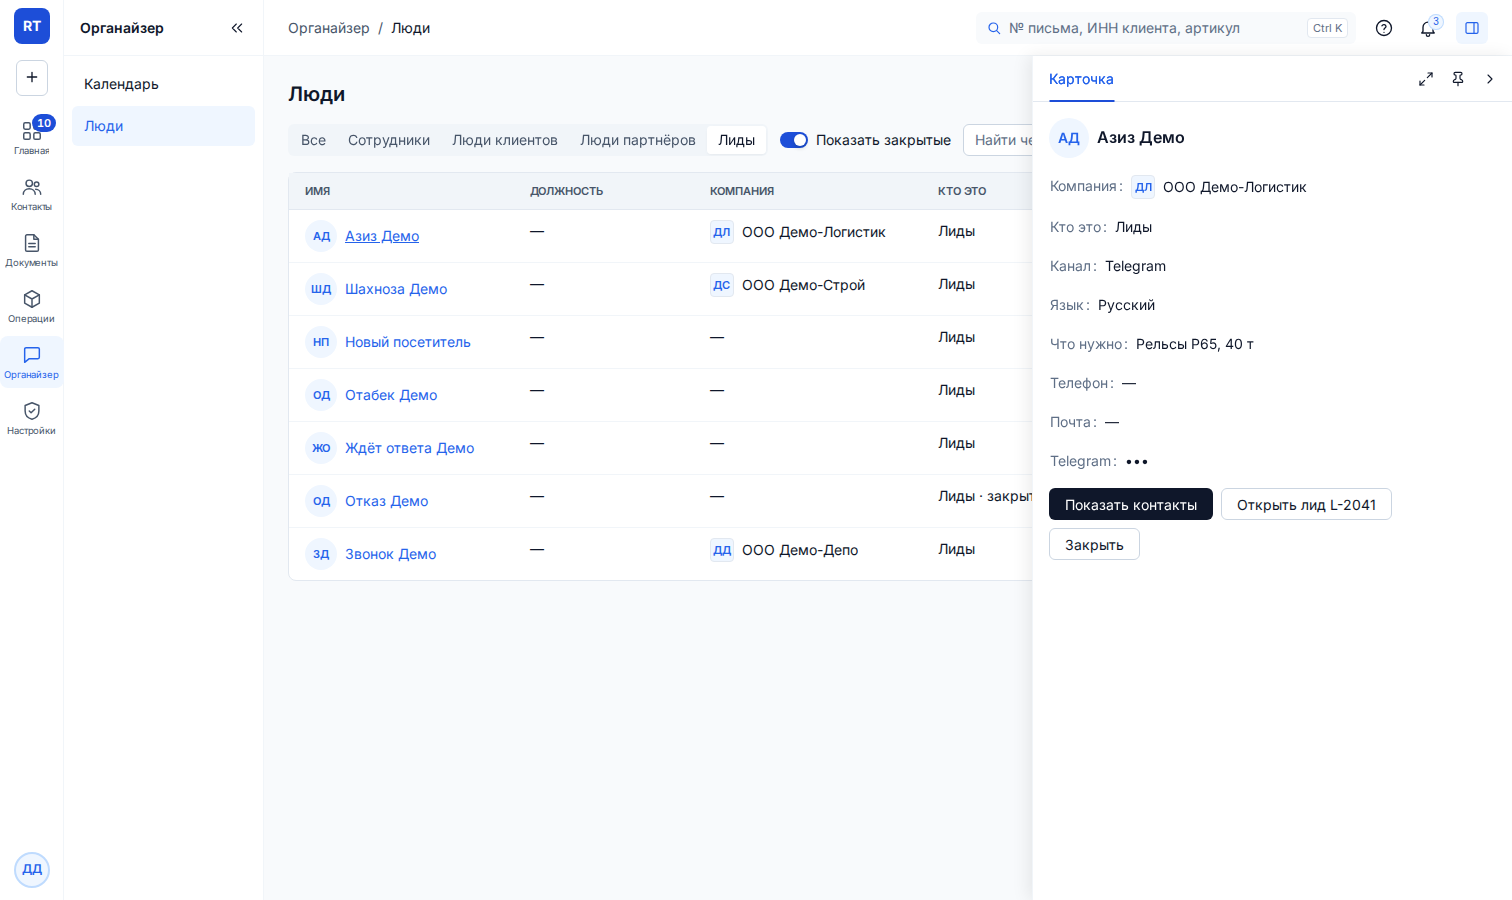 RT
Органайзер
Органайзер / Люди
№ письма, ИНН клиента, артикул
Ctrl K
3
Календарь
Люди
10
Главная
Контакты
Документы
Операции
Органайзер
Настройки
ДД
Люди
Все Сотрудники Люди клиентов Люди партнёров Лиды Показать закрытые Найти че
ИМЯ ДОЛЖНОСТЬ КОМПАНИЯ КТО ЭТО
АД Азиз Демо — ДЛ ООО Демо-Логистик Лиды
ШД Шахноза Демо — ДС ООО Демо-Строй Лиды
НП Новый посетитель — — Лиды
ОД Отабек Демо — — Лиды
ЖО Ждёт ответа Демо — — Лиды
ОД Отказ Демо — — Лиды · закрыт
ЗД Звонок Демо — ДД ООО Демо-Депо Лиды
Карточка
АД Азиз Демо
Компания: ДЛ ООО Демо-Логистик
Кто это: Лиды
Канал: Telegram
Язык: Русский
Что нужно: Рельсы Р65, 40 т
Телефон: —
Почта: —
Telegram: •••
Показать контакты Открыть лид L-2041
Закрыть